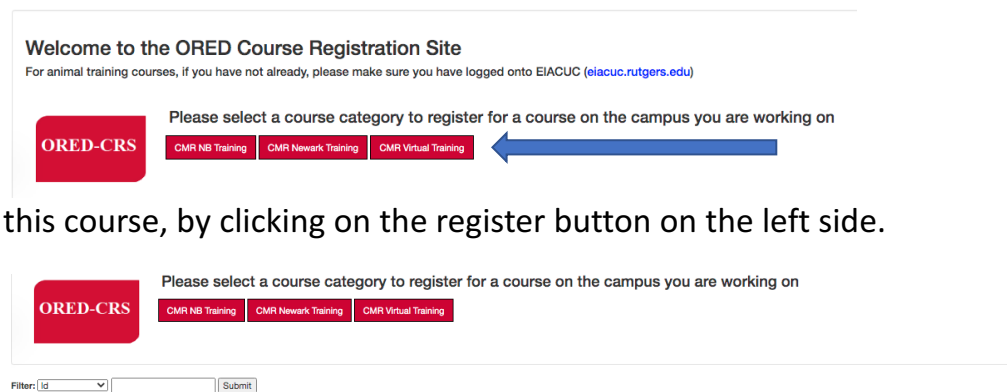 Welcome to the ORED Course Registration Site
For animal training courses, if you have not already, please make sure you have logged onto EIACUC (eiacuc.rutgers.edu)
Please select a course category to register for a course on the campus you are working on
ORED-CRS
CMR NB Training CMR Newark Training CMR Virtual Training
this course, by clicking on the register button on the left side.
Please select a course category to register for a course on the campus you are working on
ORED-CRS
CMR NB Training CMR Newark Training CMR Virtual Training
Filter: Id Submit